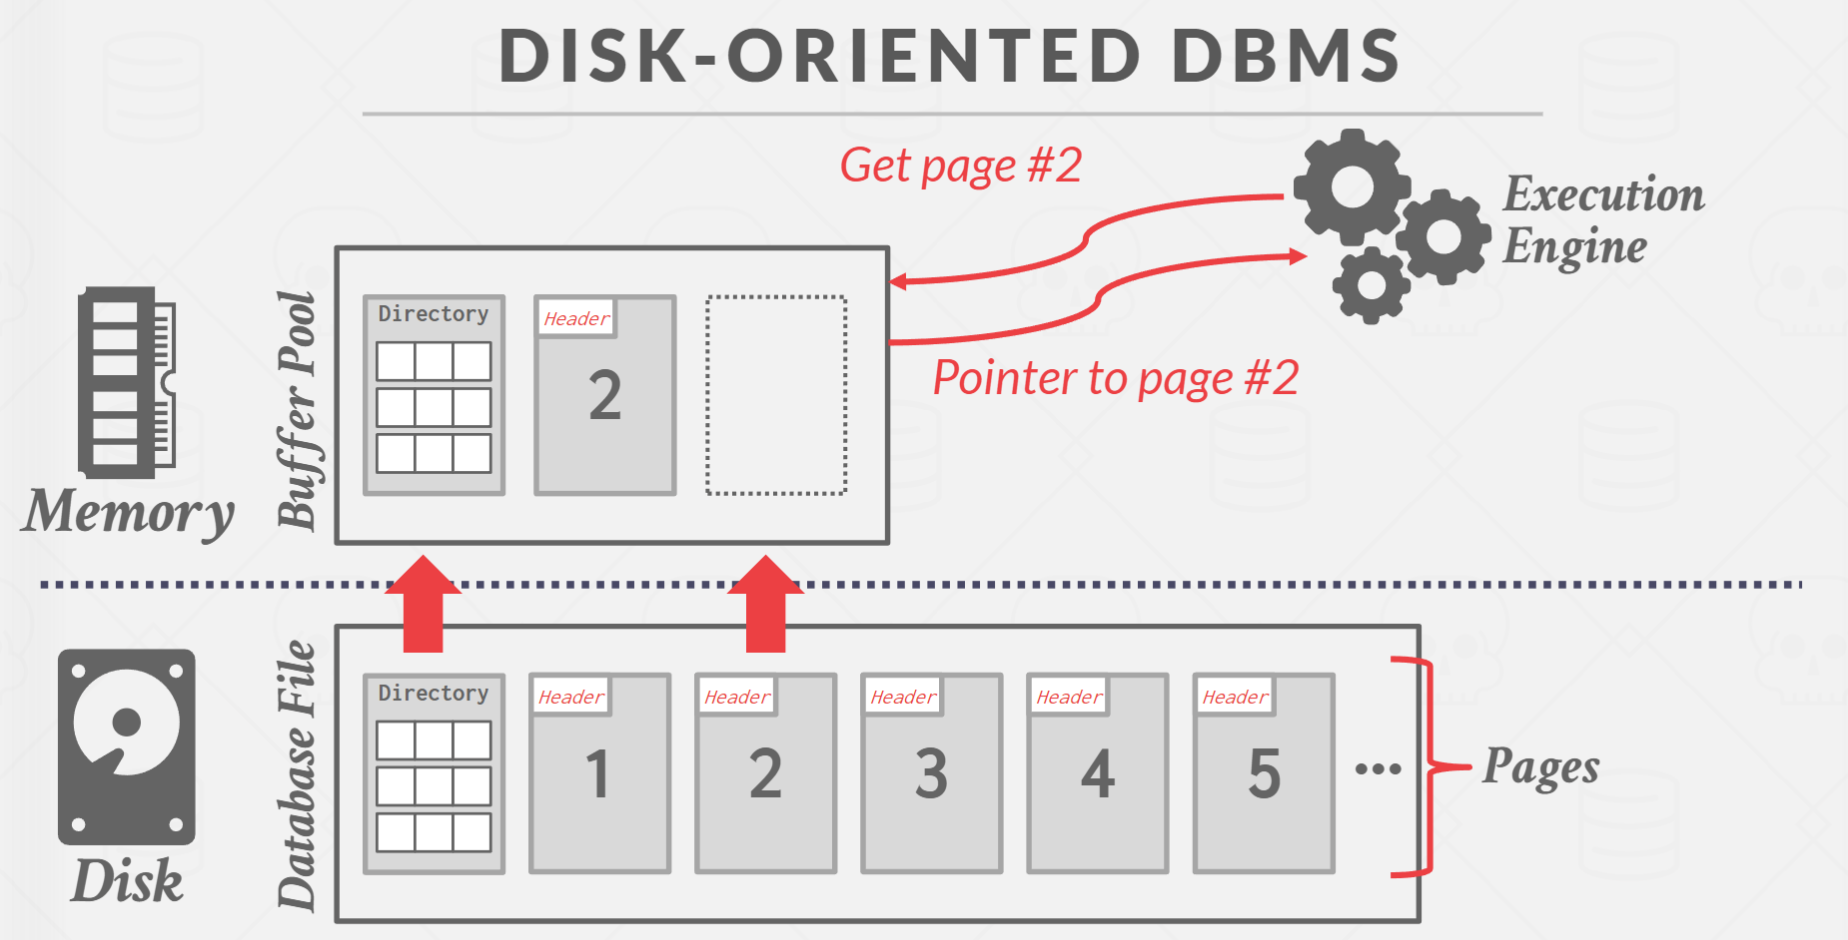 DISK-ORIENTED DBMS
Get page #2
Execution
Engine
Pointer to page #2
Memory
Buffer Pool
Directory
Header
2
Disk
Database File
Directory
Header
1
Header
2
Header
3
Header
4
Header
5
...
Pages